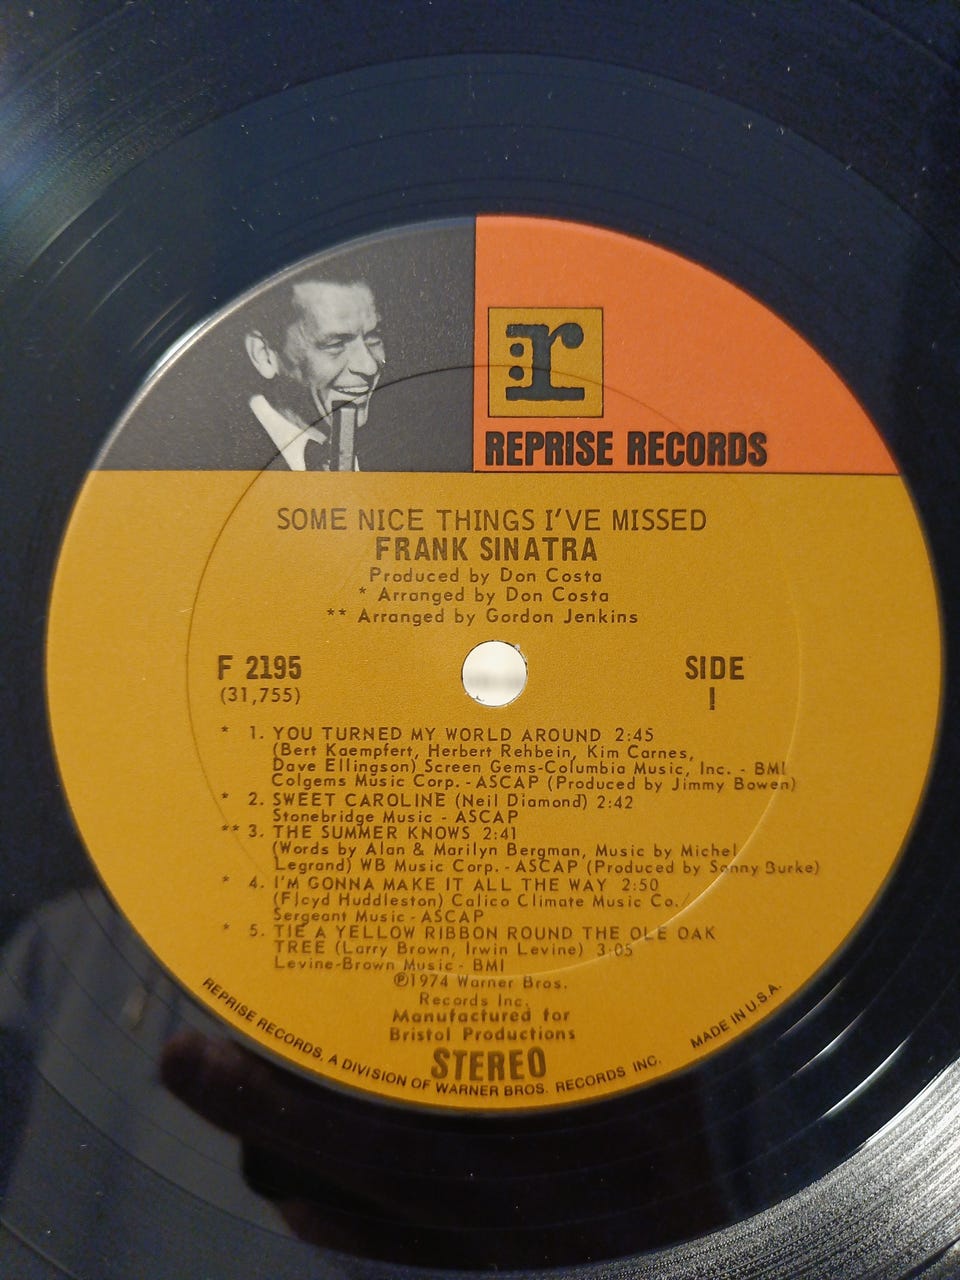 r
REPRISE RECORDS
SOME NICE THINGS I'VE MISSED
FRANK SINATRA
Produced by Don Costa
* Arranged by Don Costa
** Arranged by Gordon Jenkins
F 2195
(31,755)
SIDE
1
* 1. YOU TURNED MY WORLD AROUND 2:45
(Bert Kaempfert, Herbert Rehbein, Kim Carnes,
Dave Ellingson) Screen Gems-Columbia Music, Inc. - BMI
Colgems Music Corp. - ASCAP (Produced by Jimmy Bowen)
* 2. SWEET CAROLINE (Neil Diamond) 2:42
Stonebridge Music - ASCAP
** 3. THE SUMMER KNOWS 2:41
(Words by Alan & Marilyn Bergman, Music by Michel
Legrand) WB Music Corp. - ASCAP (Produced by Sonny Burke)
* 4. I'M GONNA MAKE IT ALL THE WAY 2:50
(Floyd Huddleston) Calico Climate Music Co./
Sergeant Music - ASCAP
* 5. TIE A YELLOW RIBBON ROUND THE OLE OAK
TREE (Larry Brown, Irwin Levine) 3:05
Levine-Brown Music - BMI
℗1974 Warner Bros.
Records Inc.
Manufactured for
Bristol Productions
STEREO
REPRISE RECORDS, A DIVISION OF WARNER BROS. RECORDS INC. MADE IN U.S.A.